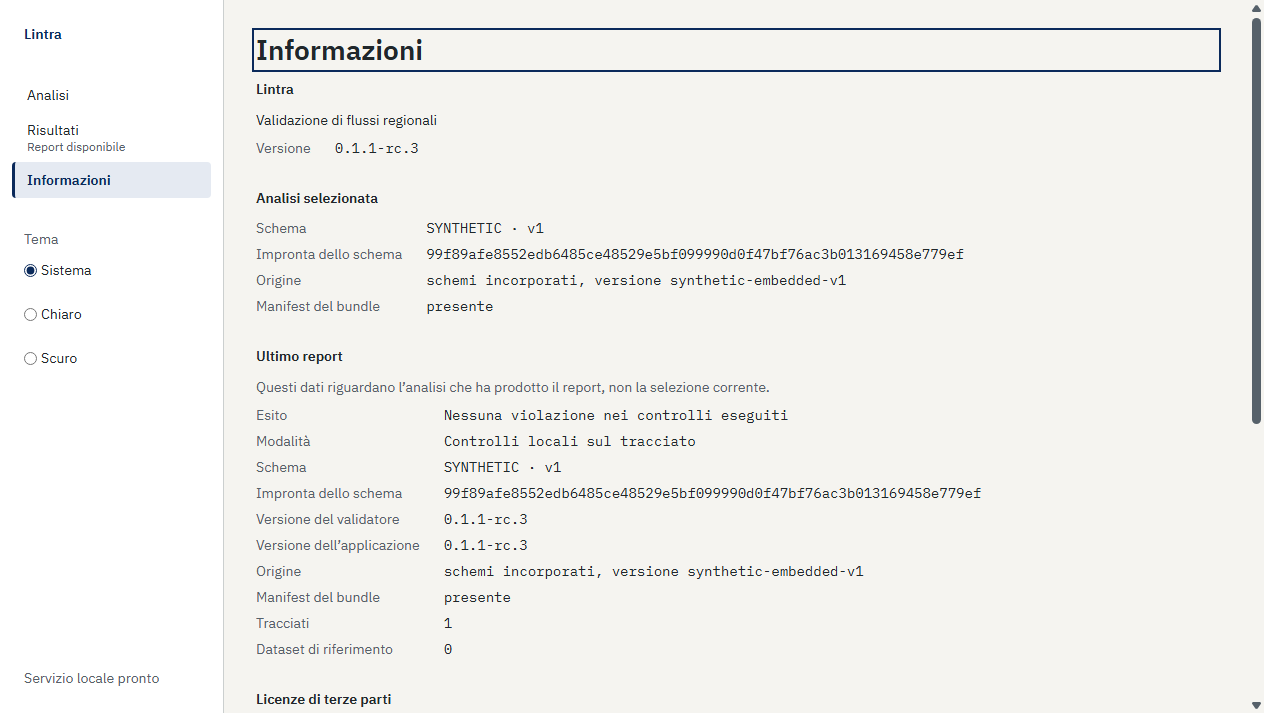 Lintra
Analisi
Risultati
Report disponibile
Informazioni
Tema
Sistema
Chiaro
Scuro
Servizio locale pronto
Informazioni
Lintra
Validazione di flussi regionali
Versione 0.1.1-rc.3
Analisi selezionata
Schema SYNTHETIC · v1
Impronta dello schema 99f89afe8552edb6485ce48529e5bf099990d0f47bf76ac3b013169458e779ef
Origine schemi incorporati, versione synthetic-embedded-v1
Manifest del bundle presente
Ultimo report
Questi dati riguardano l’analisi che ha prodotto il report, non la selezione corrente.
Esito Nessuna violazione nei controlli eseguiti
Modalità Controlli locali sul tracciato
Schema SYNTHETIC · v1
Impronta dello schema 99f89afe8552edb6485ce48529e5bf099990d0f47bf76ac3b013169458e779ef
Versione del validatore 0.1.1-rc.3
Versione dell’applicazione 0.1.1-rc.3
Origine schemi incorporati, versione synthetic-embedded-v1
Manifest del bundle presente
Tracciati 1
Dataset di riferimento 0
Licenze di terze parti